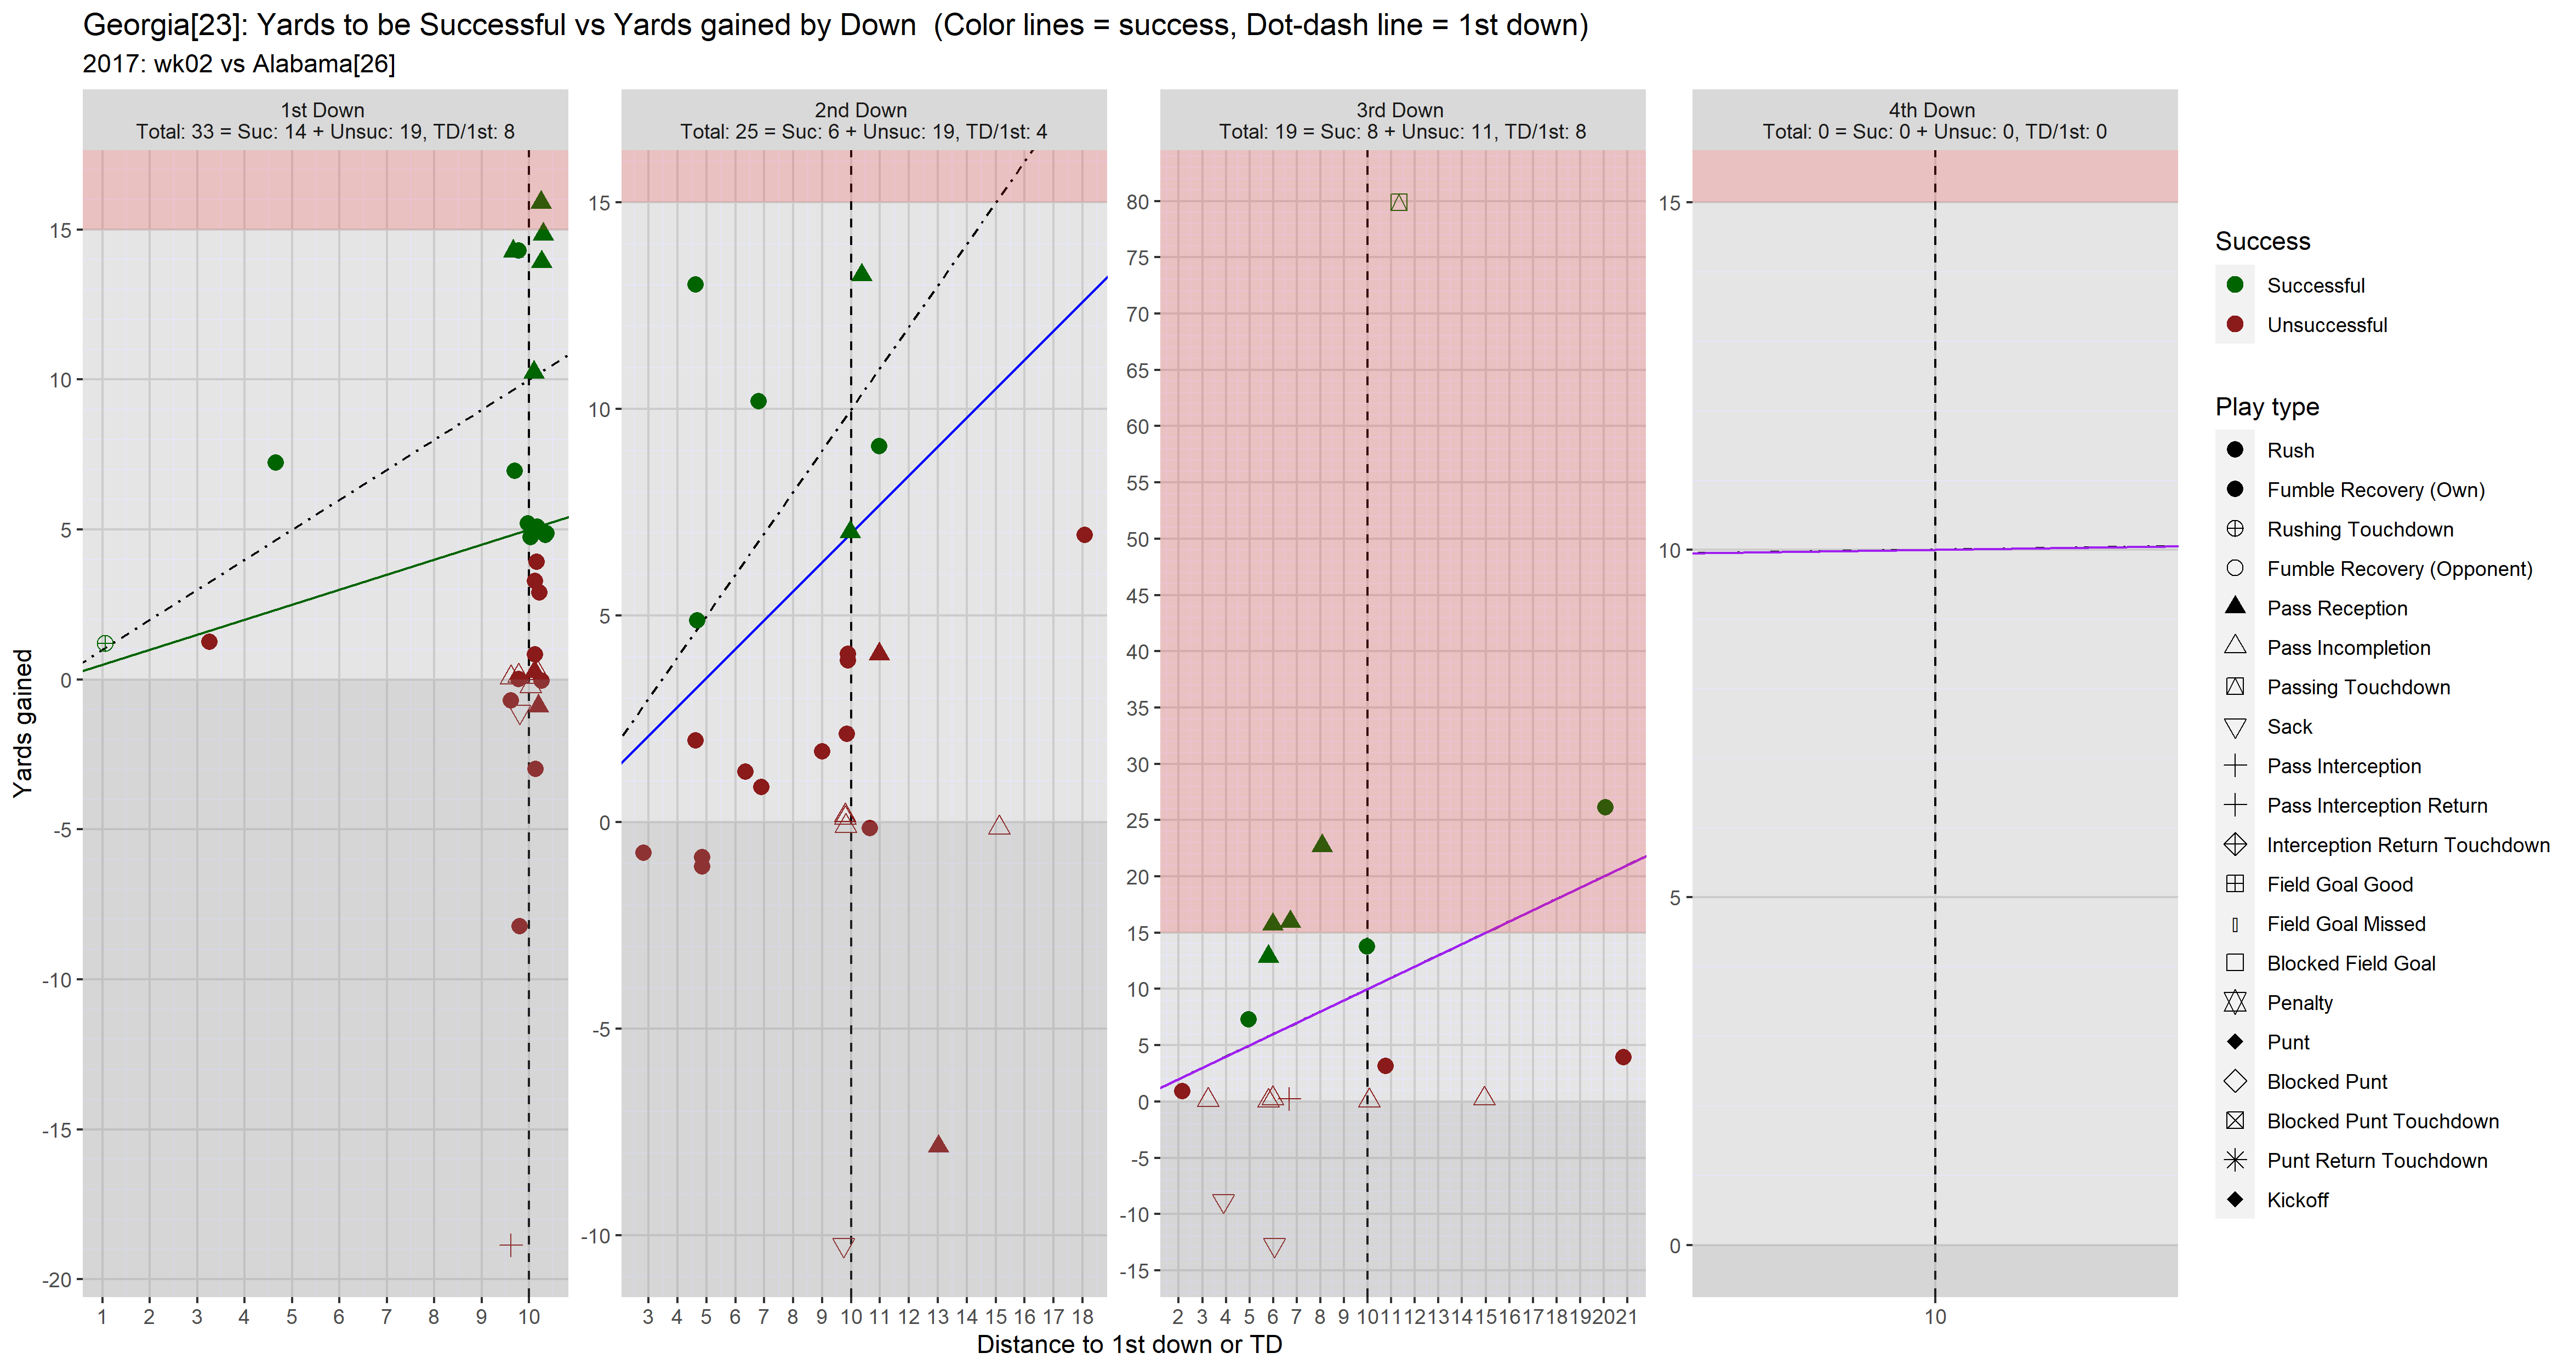 Georgia[23]: Yards to be Successful vs Yards gained by Down  (Color lines = success, Dot-dash line = 1st down)
2017: wk02 vs Alabama[26]
1st Down
Total: 33 = Suc: 14 + Unsuc: 19, TD/1st: 8
2nd Down
Total: 25 = Suc: 6 + Unsuc: 19, TD/1st: 4
3rd Down
Total: 19 = Suc: 8 + Unsuc: 11, TD/1st: 8
4th Down
Total: 0 = Suc: 0 + Unsuc: 0, TD/1st: 0
Yards gained
15
10
5
0
-5
-10
-15
-20
1 2 3 4 5 6 7 8 9 10
15
10
5
0
-5
-10
3 4 5 6 7 8 9 10 11 12 13 14 15 16 17 18
80
75
70
65
60
55
50
45
40
35
30
25
20
15
10
5
0
-5
-10
-15
2 3 4 5 6 7 8 9 10 11 12 13 14 15 16 17 18 19 20 21
15
10
5
0
10
Distance to 1st down or TD
Success
Successful
Unsuccessful
Play type
Rush
Fumble Recovery (Own)
Rushing Touchdown
Fumble Recovery (Opponent)
Pass Reception
Pass Incompletion
Passing Touchdown
Sack
Pass Interception
Pass Interception Return
Interception Return Touchdown
Field Goal Good
Field Goal Missed
Blocked Field Goal
Penalty
Punt
Blocked Punt
Blocked Punt Touchdown
Punt Return Touchdown
Kickoff